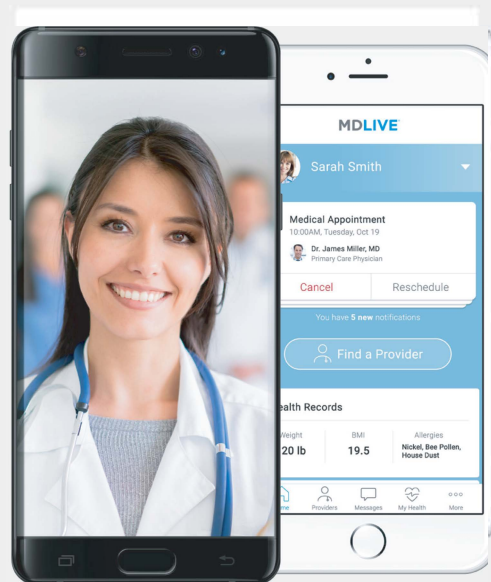 MDLIVE
Sarah Smith
Medical Appointment
10:00AM, Tuesday, Oct 19
Dr. James Miller, MD
Primary Care Physician
Cancel
Reschedule
You have 5 new notifications
Find a Provider
ealth Records
Weight
BMI
Allergies
20 lb
19.5
Nickel, Bee Pollen,
House Dust
me
Providers
Messages
My Health
More